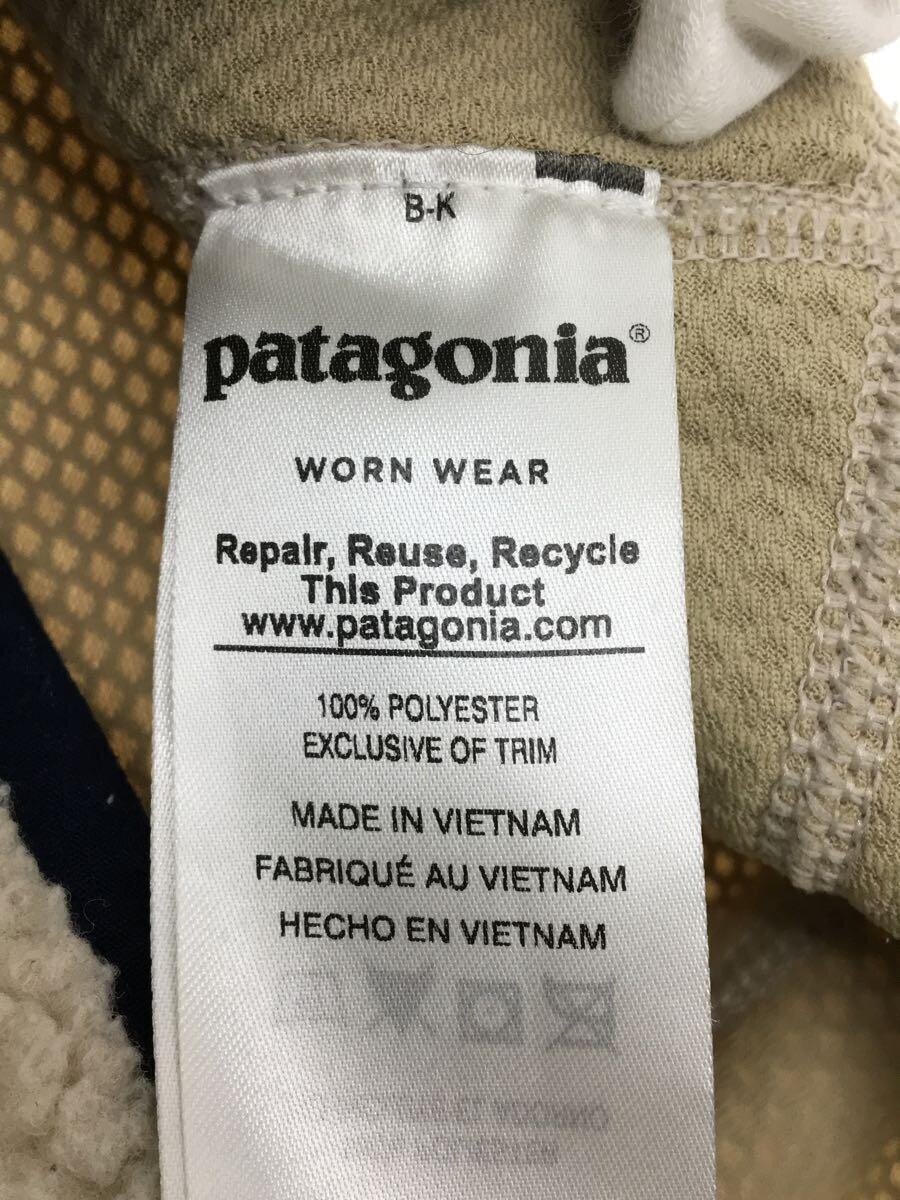 B-K
patagonia®
WORN WEAR
Repair, Reuse, Recycle
This Product
www.patagonia.com
100% POLYESTER
EXCLUSIVE OF TRIM
MADE IN VIETNAM
FABRIQUÉ AU VIETNAM
HECHO EN VIETNAM